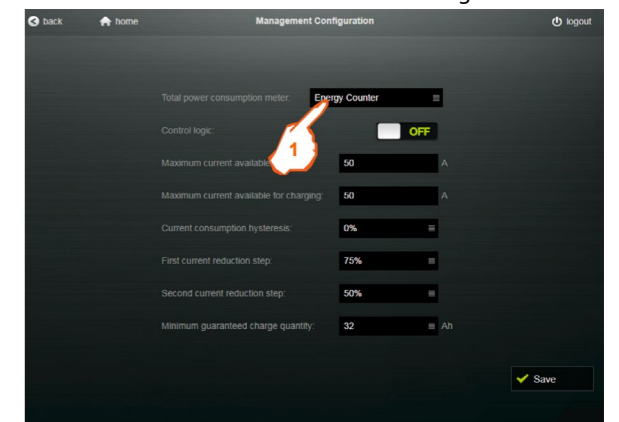 back home Management Configuration logout
Total power consumption meter: Energy Counter
Control logic: OFF
1
Maximum current available 50 A
Maximum current available for charging: 50 A
Current consumption hysteresis: 0%
First current reduction step: 75%
Second current reduction step: 50%
Minimum guaranteed charge quantity: 32 Ah
Save